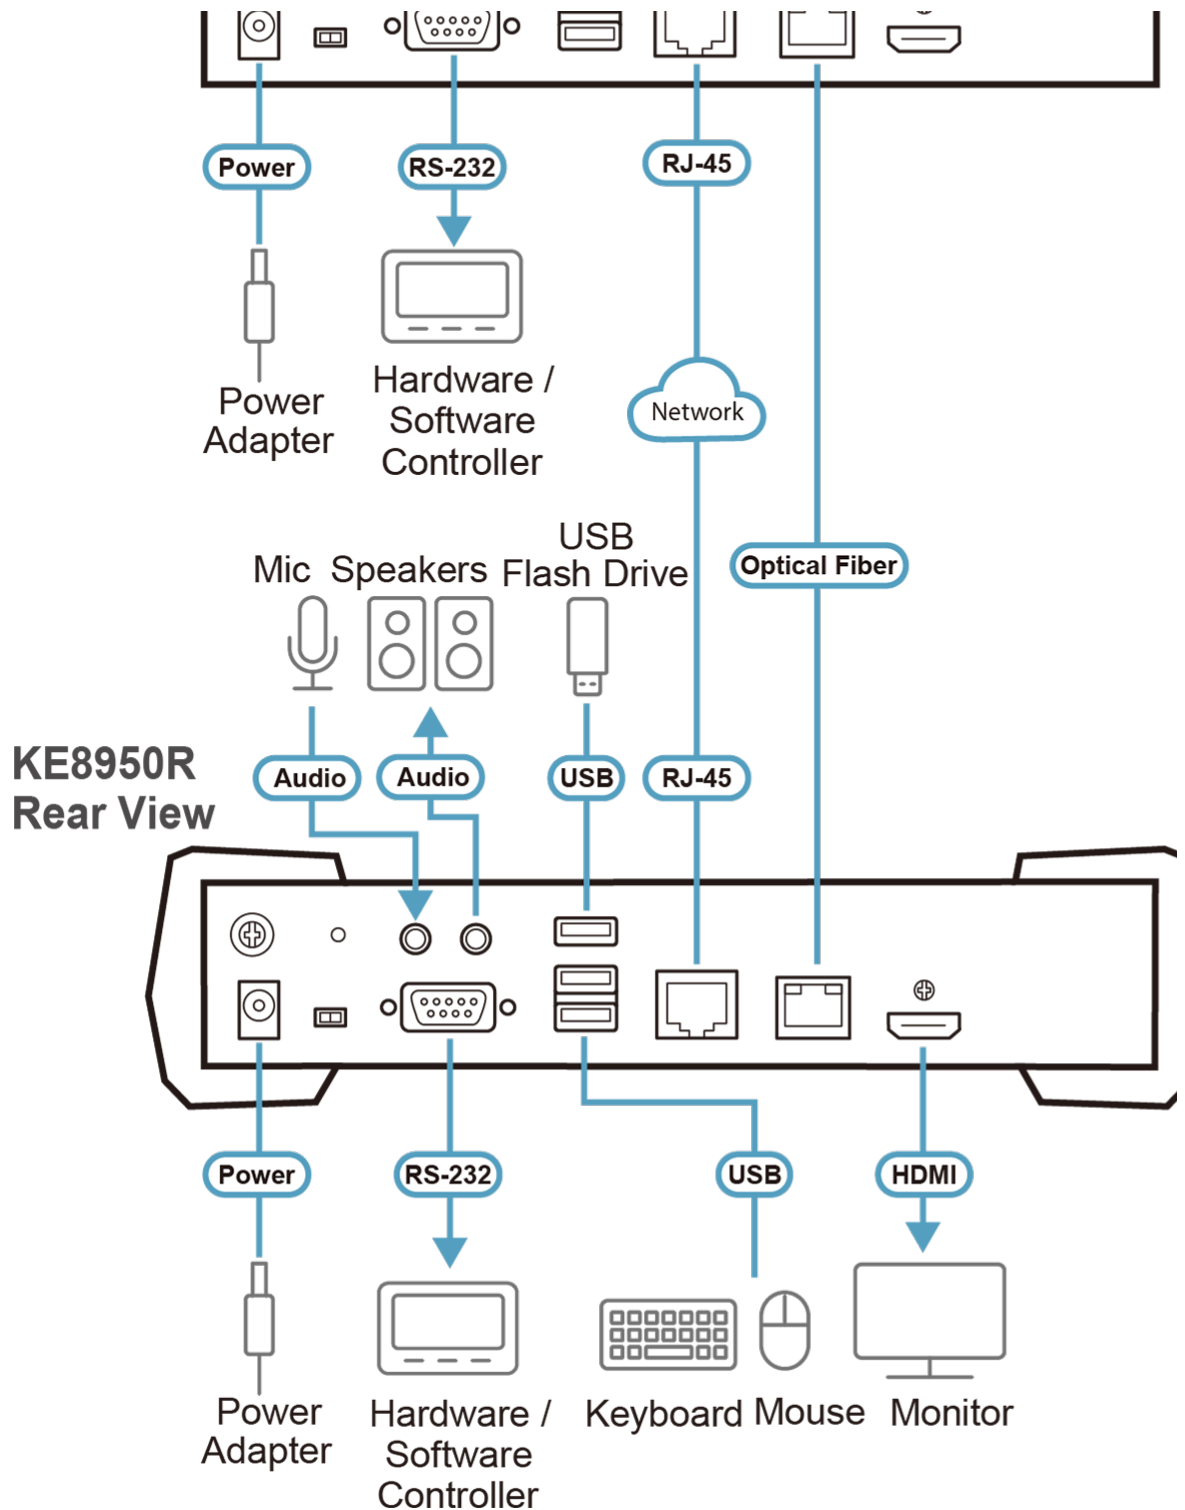 Power
RS-232
RJ-45
Power
Adapter
Hardware /
Software
Controller
Network
Optical Fiber
Mic
Speakers
USB
Flash Drive
KE8950R
Rear View
Audio
Audio
USB
RJ-45
Power
RS-232
USB
HDMI
Power
Adapter
Hardware /
Software
Controller
Keyboard
Mouse
Monitor